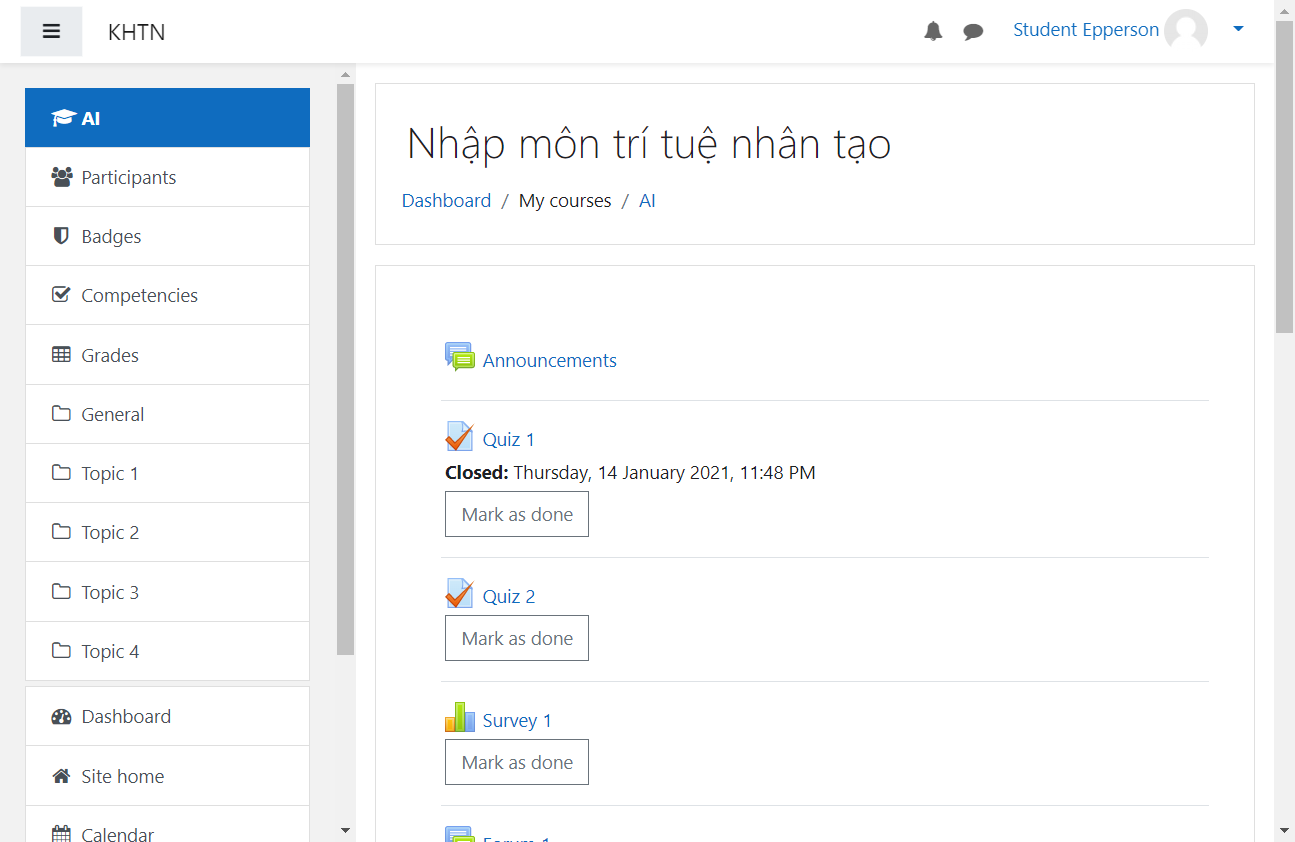 KHTN
Student Epperson
AI
Participants
Badges
Competencies
Grades
General
Topic 1
Topic 2
Topic 3
Topic 4
Dashboard
Site home
Calendar
Nhập môn trí tuệ nhân tạo
Dashboard / My courses / AI
Announcements
Quiz 1
Closed: Thursday, 14 January 2021, 11:48 PM
Mark as done
Quiz 2
Mark as done
Survey 1
Mark as done
Forum 1